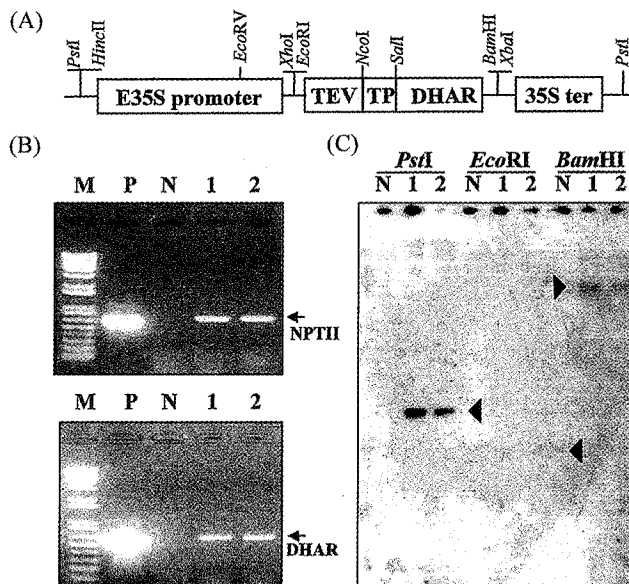 (A)
PstI
HincII
EcoRV
XhoI
EcoRI
NcoI
SalI
BamHI
XbaI
PstI
E35S promoter
TEV
TP
DHAR
35S ter
(B)
M P N 1 2
NPTII
M P N 1 2
DHAR
(C)
PstI EcoRI BamHI
N 1 2 N 1 2 N 1 2